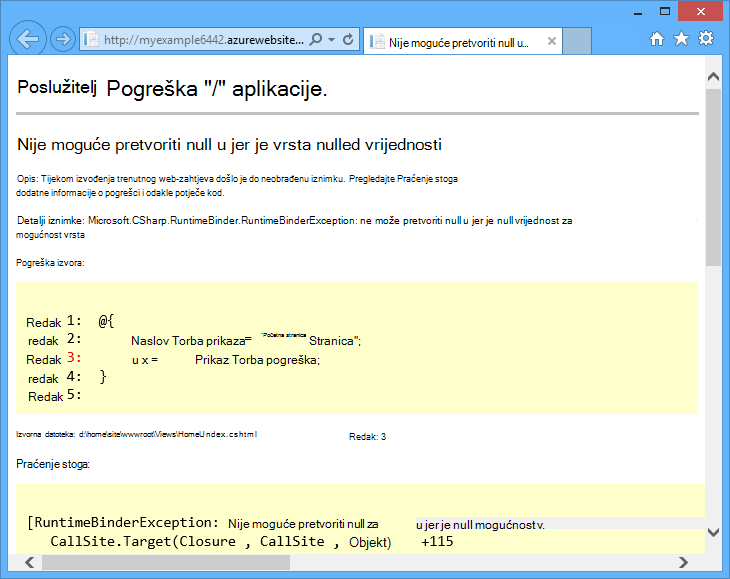 http://myexample6442.azurewebsite...
Nije moguće pretvoriti null u...
Poslužitelj Pogreška "/" aplikacije.
Nije moguće pretvoriti null u jer je vrsta nulled vrijednosti
Opis: Tijekom izvođenja trenutnog web-zahtjeva došlo je do neobrađenu iznimku. Pregledajte Praćenje stoga
dodatne informacije o pogrešci i odakle potječe kod.
Detalji iznimke: Microsoft.CSharp.RuntimeBinder.RuntimeBinderException: ne može pretvoriti null u jer je null vrijednost za
mogućnost vrsta
Pogreška izvora:
Redak 1: @{
redak 2: Naslov Torba prikaza= "Početna stranica Stranica";
Redak 3: u x = Prikaz Torba pogreška;
redak 4: }
Redak 5:
Izvorna datoteka: d:\home\site\wwwroot\Views\Home\Index.cshtml Redak: 3
Praćenje stoga:
[RuntimeBinderException: Nije moguće pretvoriti null za u jer je null mogućnost v.
CallSite.Target(Closure , CallSite , Objekt) +115